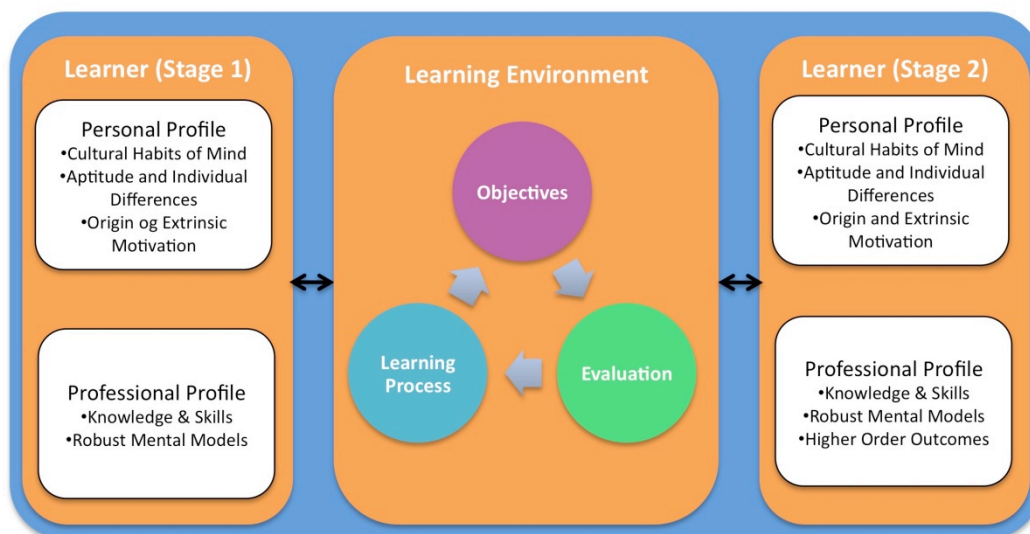 Learner (Stage 1)
Personal Profile
•Cultural Habits of Mind
•Aptitude and Individual
Differences
•Origin og Extrinsic
Motivation
Professional Profile
•Knowledge & Skills
•Robust Mental Models
Learning Environment
Objectives
Evaluation
Learning
Process
Learner (Stage 2)
Personal Profile
•Cultural Habits of Mind
•Aptitude and Individual
Differences
•Origin and Extrinsic
Motivation
Professional Profile
•Knowledge & Skills
•Robust Mental Models
•Higher Order Outcomes